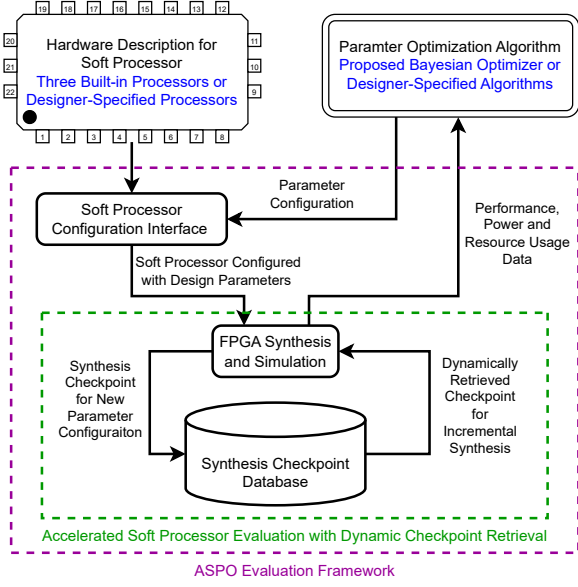 19 18 17 16 15 14 13 12
20
21
22
11
10
9
Hardware Description for
Soft Processor
Three Built-in Processors or
Designer-Specified Processors
1 2 3 4 5 6 7 8
Paramter Optimization Algorithm
Proposed Bayesian Optimizer or
Designer-Specified Algorithms
Parameter
Configuration
Soft Processor
Configuration Interface
Performance,
Power and
Resource Usage
Data
Soft Processor Configured
with Design Parameters
FPGA Synthesis
and Simulation
Synthesis
Checkpoint
for New
Parameter
Configuraiton
Dynamically
Retrieved
Checkpoint
for
Incremental
Synthesis
Synthesis Checkpoint
Database
Accelerated Soft Processor Evaluation with Dynamic Checkpoint Retrieval
ASPO Evaluation Framework